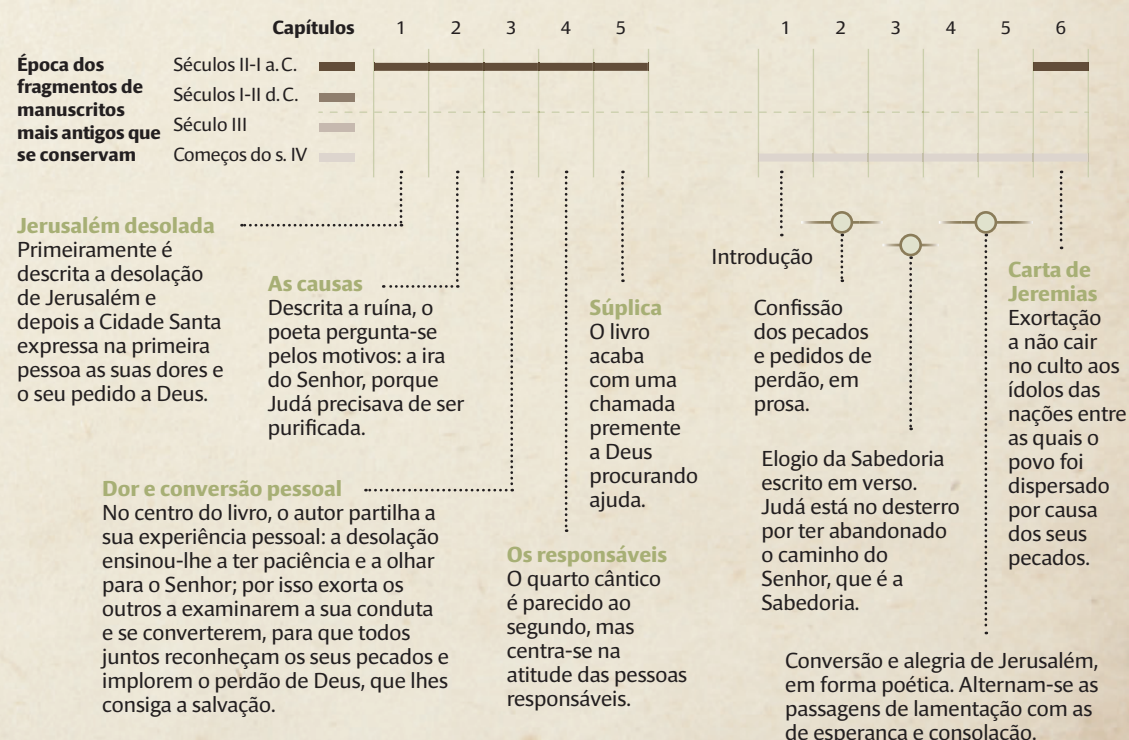 Capítulos 1 2 3 4 5 1 2 3 4 5 6
Época dos
fragmentos de
manuscritos
mais antigos que
se conservam
Séculos II-I a. C.
Séculos I-II d. C.
Século III
Começos do s. IV
Jerusalém desolada
Primeiramente é
descrita a desolação
de Jerusalém e
depois a Cidade Santa
expressa na primeira
pessoa as suas dores e
o seu pedido a Deus.
As causas
Descrita a ruína, o
poeta pergunta-se
pelos motivos: a ira
do Senhor, porque
Judá precisava de ser
purificada.
Dor e conversão pessoal
No centro do livro, o autor partilha a
sua experiência pessoal: a desolação
ensinou-lhe a ter paciência e a olhar
para o Senhor; por isso exorta os
outros a examinarem a sua conduta
e se converterem, para que todos
juntos reconheçam os seus pecados e
implorem o perdão de Deus, que lhes
consiga a salvação.
Os responsáveis
O quarto cântico
é parecido ao
segundo, mas
centra-se na
atitude das pessoas
responsáveis.
Súplica
O livro
acaba
com uma
chamada
premente
a Deus
procurando
ajuda.
Introdução
Confissão
dos pecados
e pedidos de
perdão, em
prosa.
Elogio da Sabedoria
escrito em verso.
Judá está no desterro
por ter abandonado
o caminho do
Senhor, que é a
Sabedoria.
Conversão e alegria de Jerusalém,
em forma poética. Alternam-se as
passagens de lamentação com as
de esperança e consolação.
Carta de
Jeremias
Exortação
a não cair
no culto aos
ídolos das
nações entre
as quais o
povo foi
dispersado
por causa
dos seus
pecados.